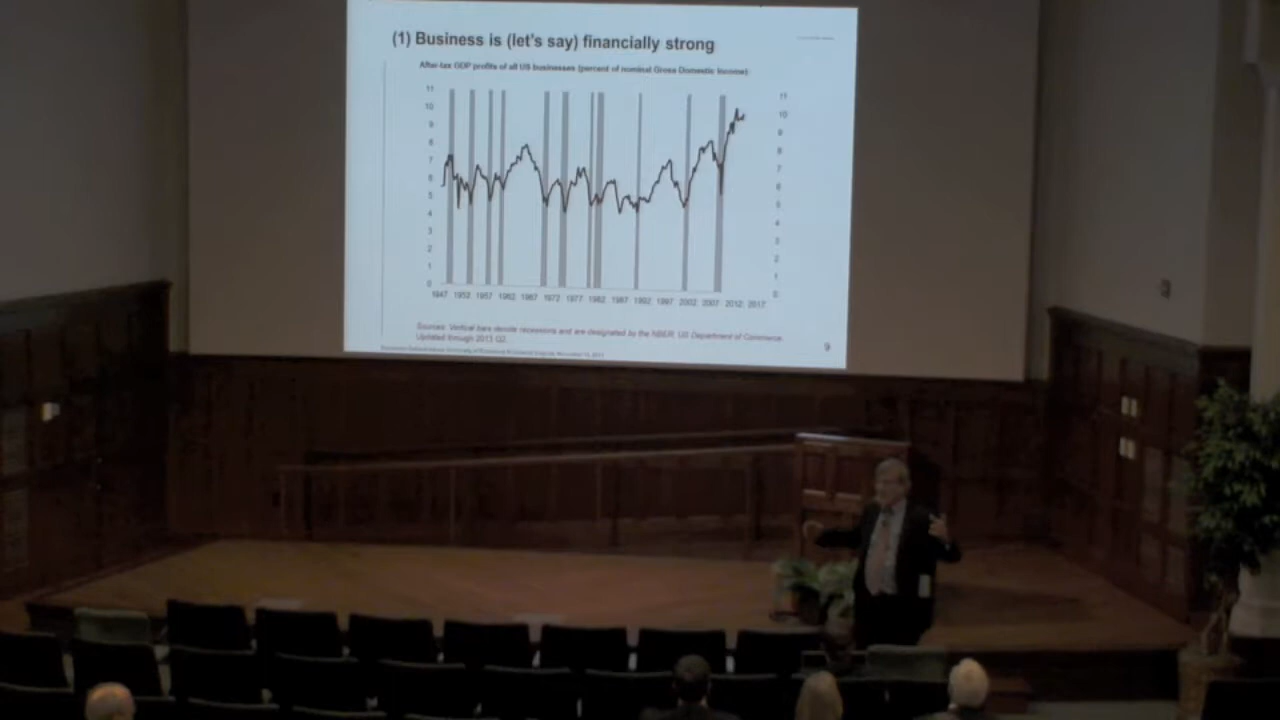 (1) Business is (let's say) financially strong
After-tax GDP profits of all US businesses (percent of nominal Gross Domestic Income)
11 11
10 10
9 9
8 8
7 7
6 6
5 5
4 4
3 3
2 2
1 1
0 0
1947 1952 1957 1962 1967 1972 1977 1982 1987 1992 1997 2002 2007 2012 2017
Sources: Vertical bars denote recessions and are designated by the NBER; US Department of Commerce.
Updated through 2013 Q2.
9